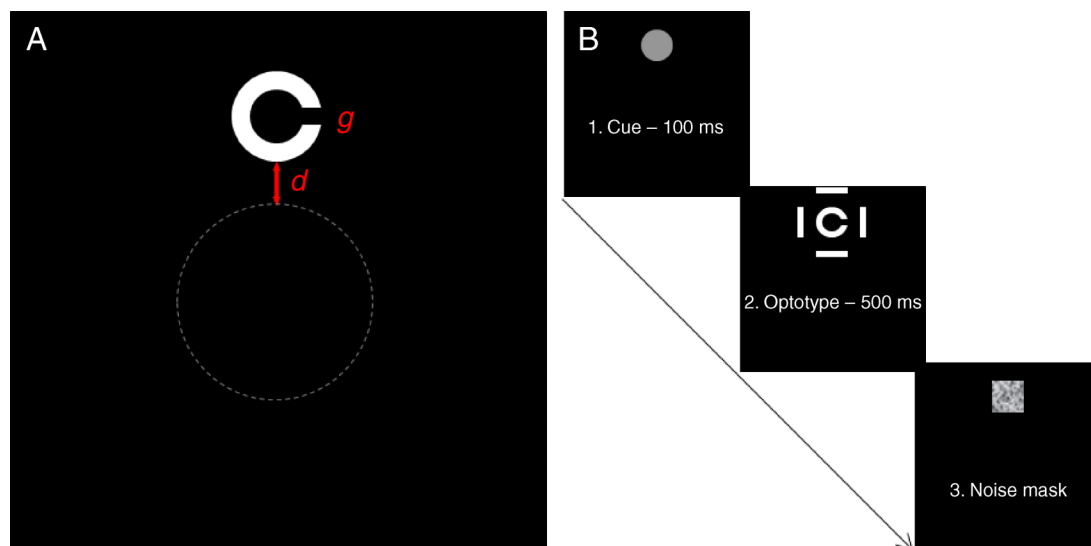 A
g
d
B
1. Cue – 100 ms
2. Optotype – 500 ms
3. Noise mask